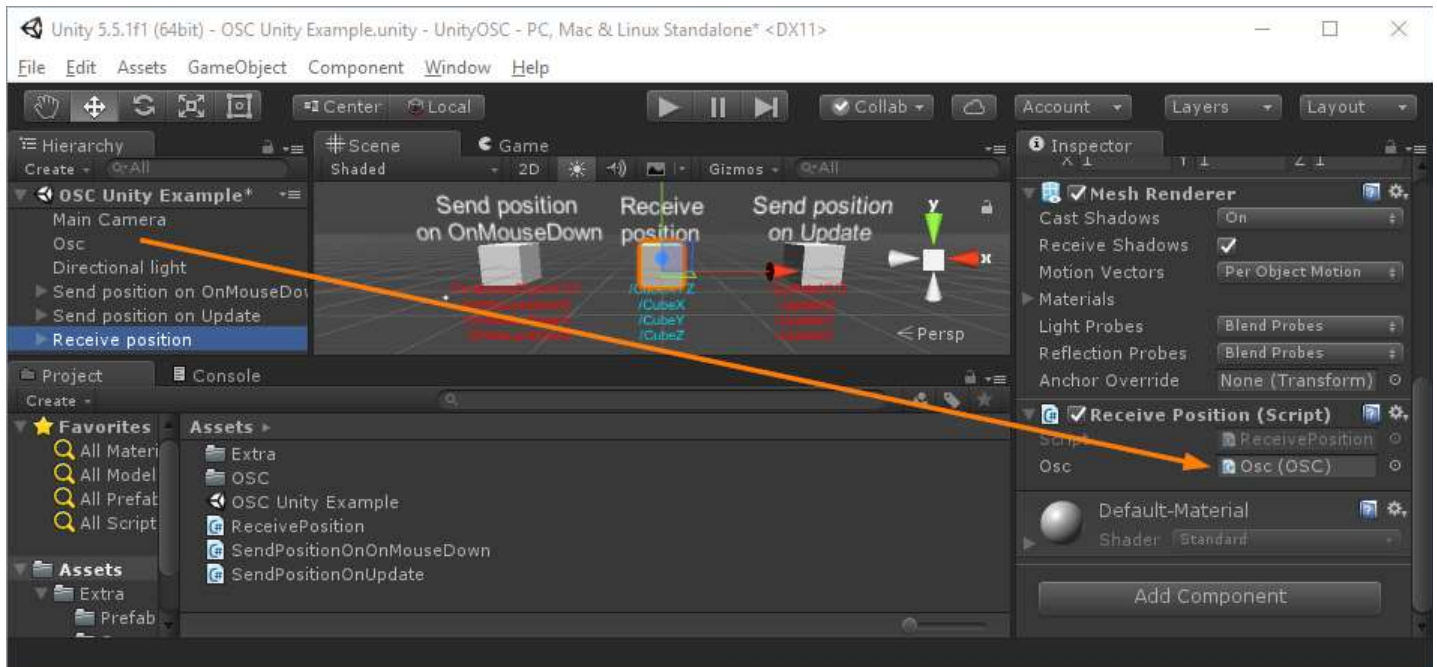 Unity 5.5.1f1 (64bit) - OSC Unity Example.unity - UnityOSC - PC, Mac & Linux Standalone* <DX11>
File Edit Assets GameObject Component Window Help
Center Local Collab Account Layers Layout
Hierarchy
Create All
OSC Unity Example*
Main Camera
Osc
Directional light
Send position on OnMouseDo
Send position on Update
Receive position
Scene Game
Shaded 2D Gizmos All
Send position
on OnMouseDown
Receive
position
Send position
on Update
y
x
/CubeX
/CubeY
/CubeZ
Persp
Project Console
Create
Favorites
All Materi
All Model
All Prefab
All Script
Assets
Extra
Prefab
Assets
Extra
OSC
OSC Unity Example
ReceivePosition
SendPositionOnOnMouseDown
SendPositionOnUpdate
Inspector
X 1 Y 1 Z 1
Mesh Renderer
Cast Shadows On
Receive Shadows
Motion Vectors Per Object Motion
Materials
Light Probes Blend Probes
Reflection Probes Blend Probes
Anchor Override None (Transform)
Receive Position (Script)
Script ReceivePosition
Osc Osc (OSC)
Default-Material
Shader Standard
Add Component